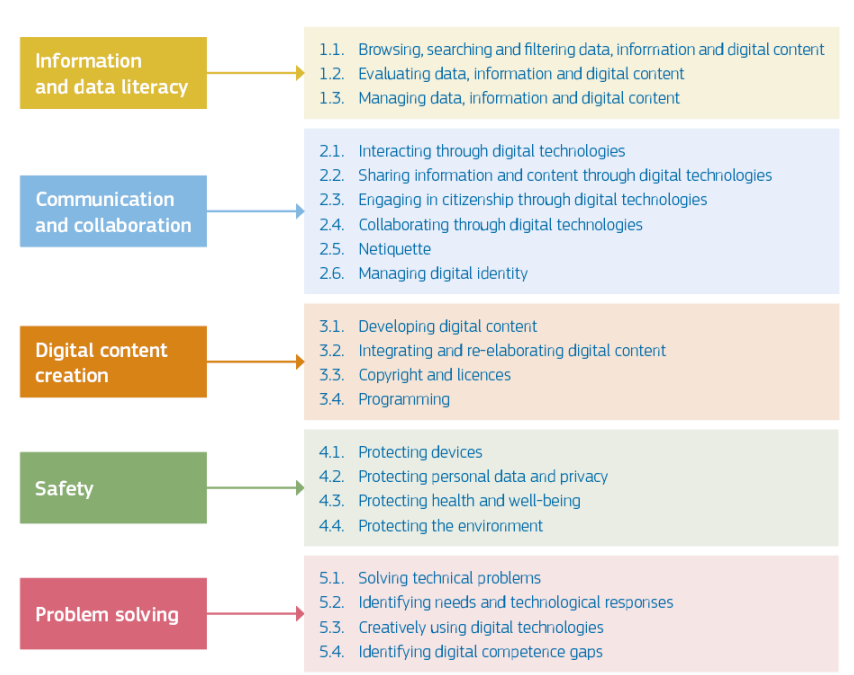 Information
and data literacy
1.1. Browsing, searching and filtering data, information and digital content
1.2. Evaluating data, information and digital content
1.3. Managing data, information and digital content
Communication
and collaboration
2.1. Interacting through digital technologies
2.2. Sharing information and content through digital technologies
2.3. Engaging in citizenship through digital technologies
2.4. Collaborating through digital technologies
2.5. Netiquette
2.6. Managing digital identity
Digital content
creation
3.1. Developing digital content
3.2. Integrating and re-elaborating digital content
3.3. Copyright and licences
3.4. Programming
Safety
4.1. Protecting devices
4.2. Protecting personal data and privacy
4.3. Protecting health and well-being
4.4. Protecting the environment
Problem solving
5.1. Solving technical problems
5.2. Identifying needs and technological responses
5.3. Creatively using digital technologies
5.4. Identifying digital competence gaps